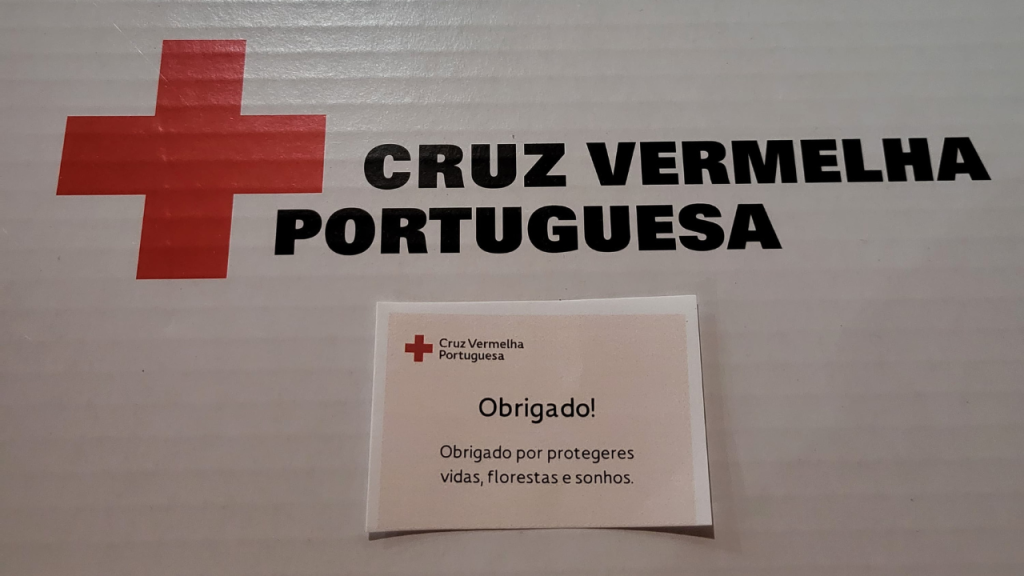 CRUZ VERMELHA
PORTUGUESA
Cruz Vermelha
Portuguesa
Obrigado!
Obrigado por protegeres
vidas, florestas e sonhos.